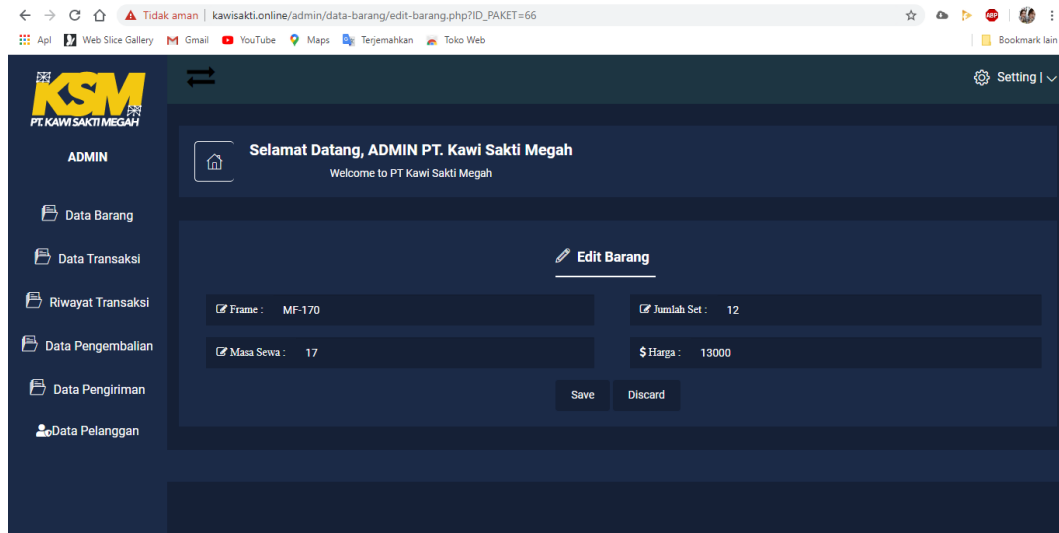 Tidak aman | kawisakti.online/admin/data-barang/edit-barang.php?ID_PAKET=66
ABP
Apl Web Slice Gallery Gmail YouTube Maps Terjemahkan Toko Web Bookmark lain
KSM
PT. KAWI SAKTI MEGAH
Setting |
ADMIN
Selamat Datang, ADMIN PT. Kawi Sakti Megah
Welcome to PT Kawi Sakti Megah
Data Barang
Data Transaksi
Riwayat Transaksi
Data Pengembalian
Data Pengiriman
Data Pelanggan
Edit Barang
Frame : MF-170
Jumlah Set : 12
Masa Sewa : 17
$ Harga : 13000
Save Discard